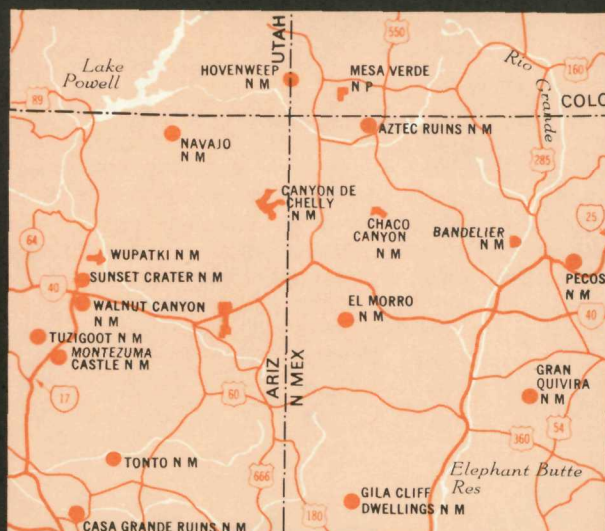 UTAH
550
Lake
Powell
HOVENWEEP
N M
MESA VERDE
N P
Rio Grande
160
COLO
89
NAVAJO
N M
AZTEC RUINS N M
285
CANYON DE
CHELLY
N M
CHACO
CANYON
N M
BANDELIER
N M
25
64
WUPATKI N M
SUNSET CRATER N M
PECOS
N M
40
WALNUT CANYON
N M
EL MORRO
N M
40
TUZIGOOT N M
MONTEZUMA
CASTLE N M
ARIZ
N MEX
GRAN
QUIVIRA
N M
17
60
54
360
TONTO N M
666
Elephant Butte
Res
GILA CLIFF
DWELLINGS N M
180
CASA GRANDE RUINS N M